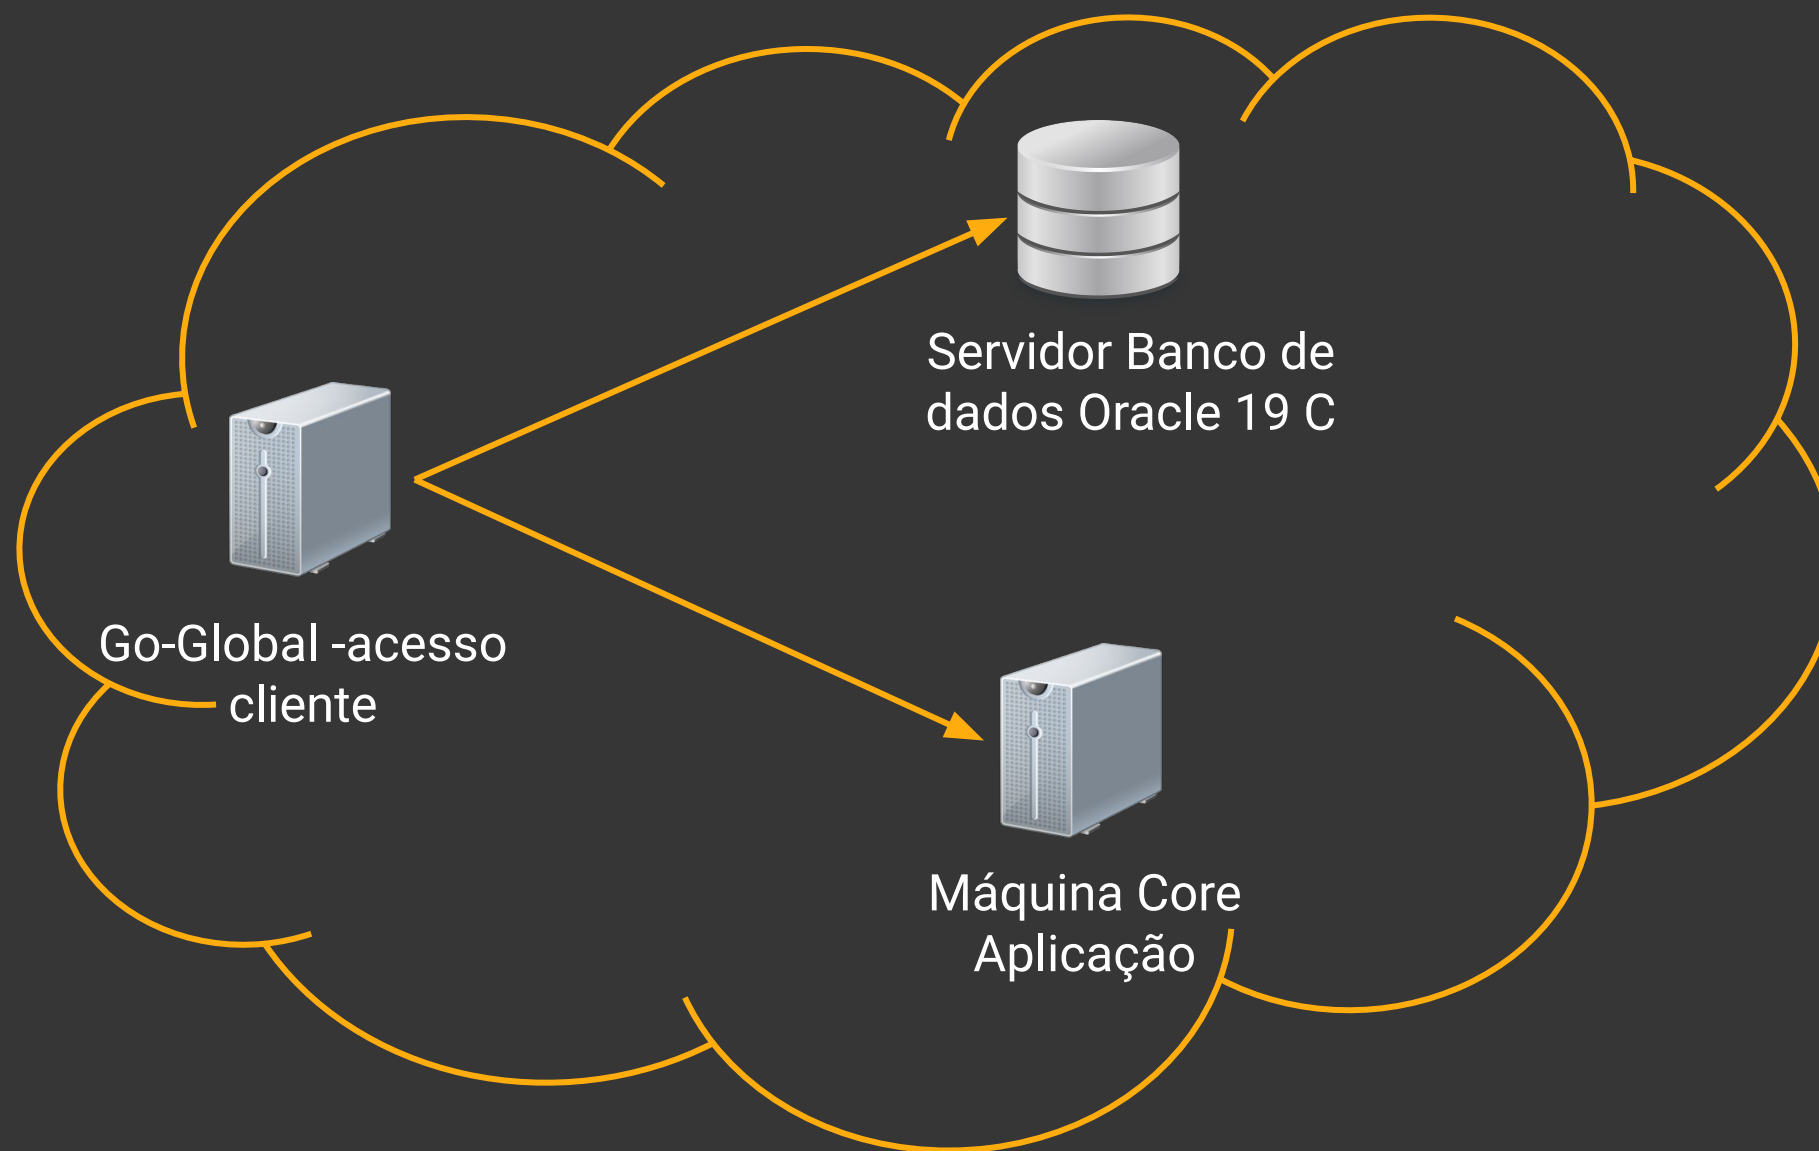 Servidor Banco de
dados Oracle 19 C
Go-Global -acesso
cliente
Máquina Core
Aplicação